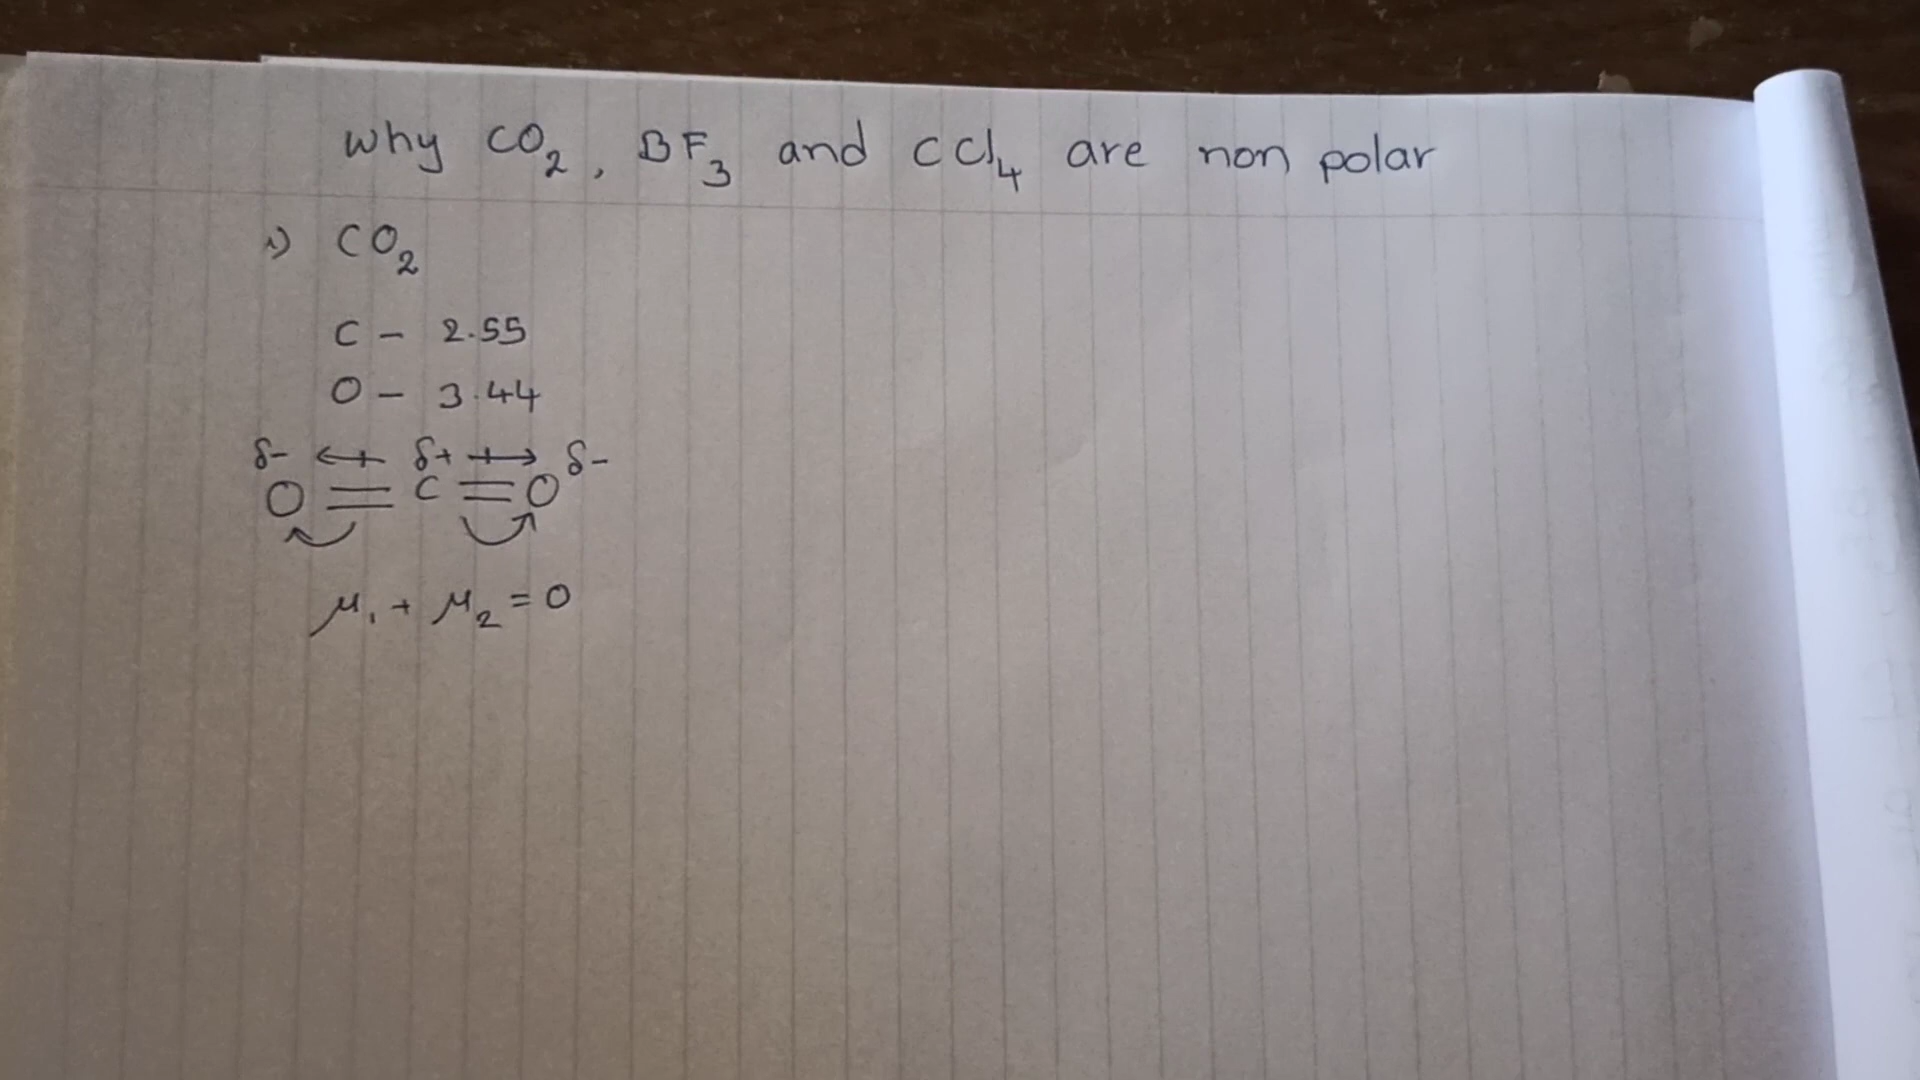 why CO₂, BF₃ and CCl₄ are non polar
1) CO₂
C - 2.55
O - 3.44
δ- ↚ δ+ ↛ δ-
O = C = O
μ₁ + μ₂ = 0